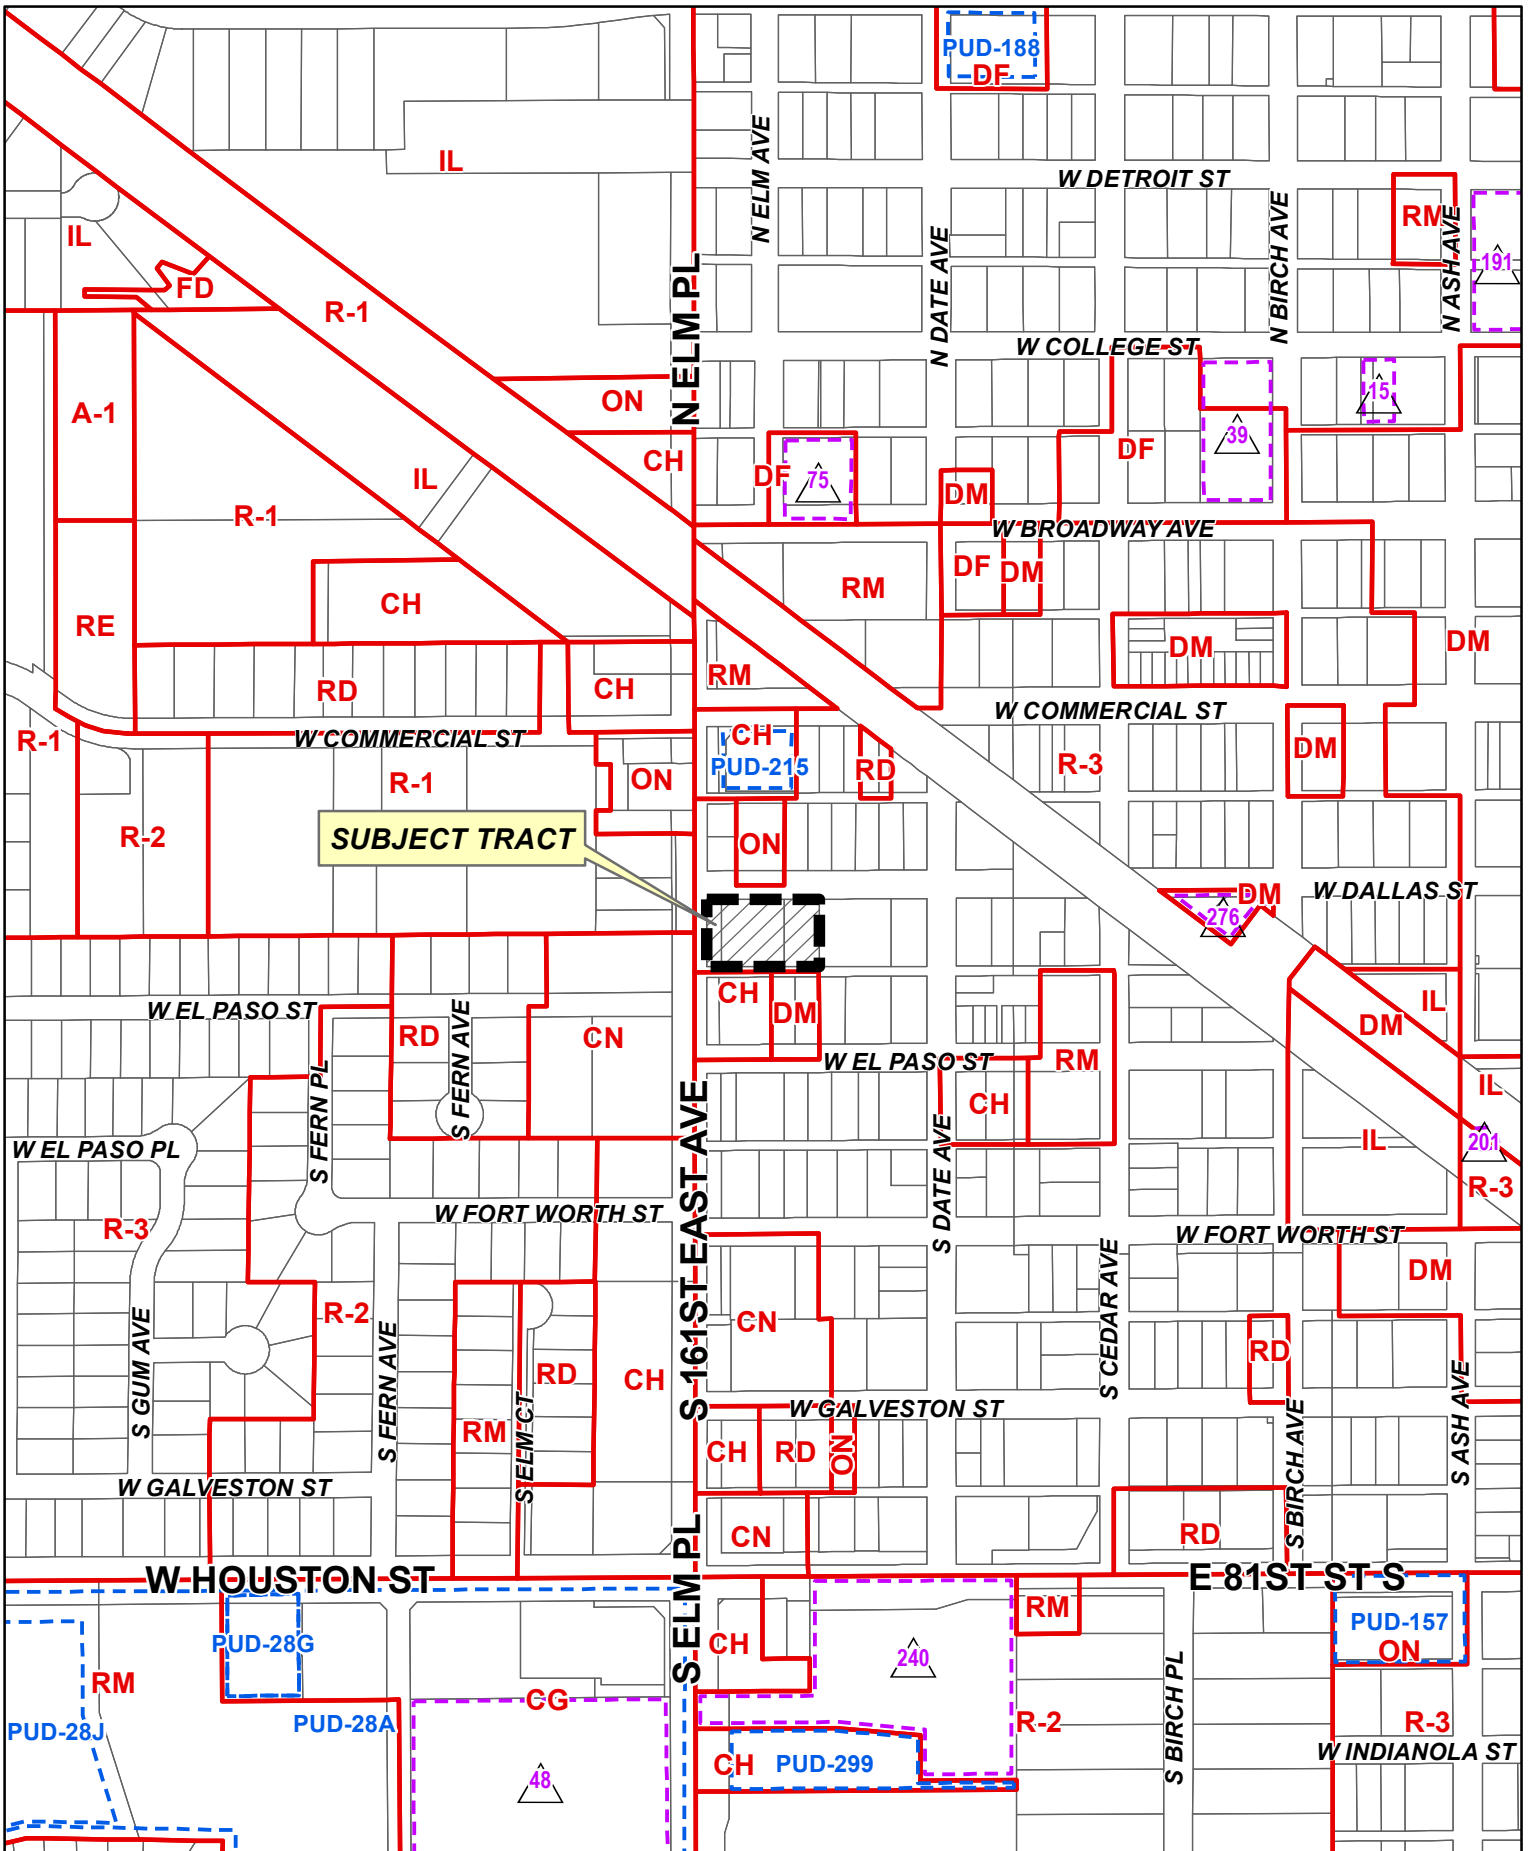 PUD-188
DF
N ELM AVE
IL
W DETROIT ST
RM
N ASH AVE
191
N BIRCH AVE
N DATE AVE
IL
FD
R-1
N ELM PL
W COLLEGE ST
15
A-1
ON
39
CH
DF
75
DF
IL
DM
R-1
W BROADWAY AVE
DF
DM
RM
CH
RE
DM
DM
RM
RD
CH
W COMMERCIAL ST
R-1
W COMMERCIAL ST
CH
PUD-215
DM
R-3
RD
R-1
ON
SUBJECT TRACT
R-2
ON
DM
W DALLAS ST
276
CH
DM
IL
DM
W EL PASO ST
RD
S FERN AVE
CN
W EL PASO ST
RM
S FERN PL
CH
IL
201
W EL PASO PL
S 161ST EAST AVE
S DATE AVE
IL
R-3
W FORT WORTH ST
R-3
W FORT WORTH ST
DM
R-2
CN
S CEDAR AVE
RD
S GUM AVE
S FERN AVE
RD
CH
S ELM CT
RM
W GALVESTON ST
CH
RD
ON
S ASH AVE
S BIRCH AVE
W GALVESTON ST
CN
RD
W HOUSTON ST
E 81ST ST S
S ELM PL
RM
PUD-157
ON
PUD-28G
CH
240
RM
CG
PUD-28A
PUD-28J
R-2
S BIRCH PL
R-3
W INDIANOLA ST
CH
PUD-299
48